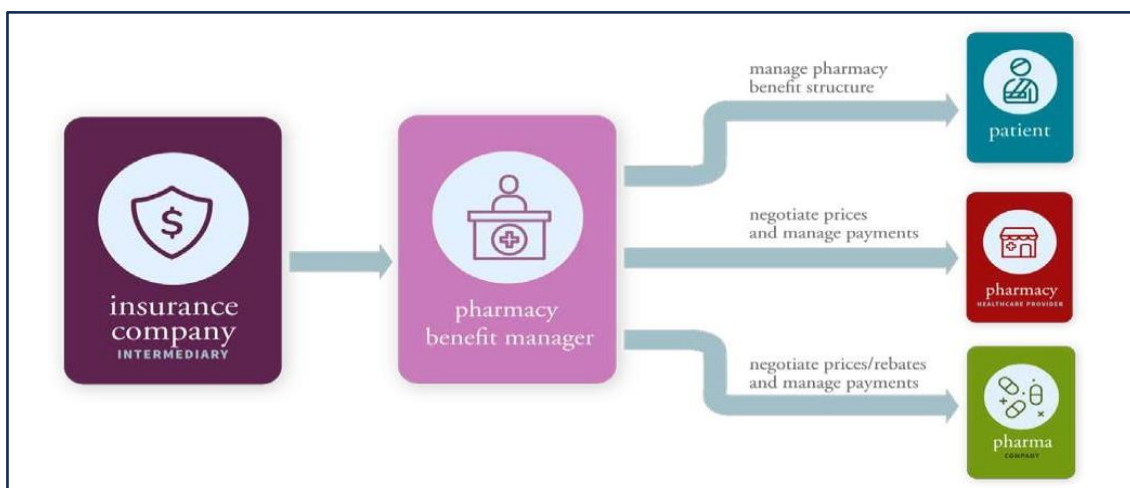 $
insurance
company
INTERMEDIARY
pharmacy
benefit manager
manage pharmacy
benefit structure
patient
negotiate prices
and manage payments
pharmacy
HEALTHCARE PROVIDER
negotiate prices/rebates
and manage payments
pharma
COMPANY